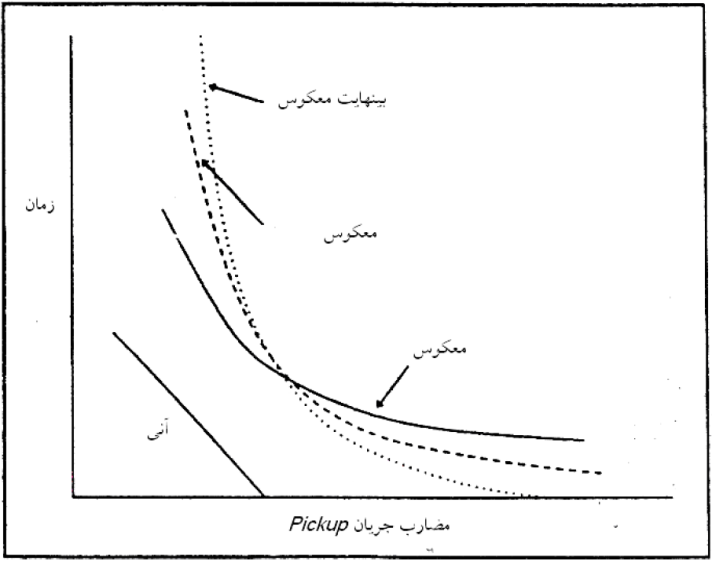 بینهایت معکوس
زمان
معکوس
معکوس
آنی
مضارب جریان Pickup